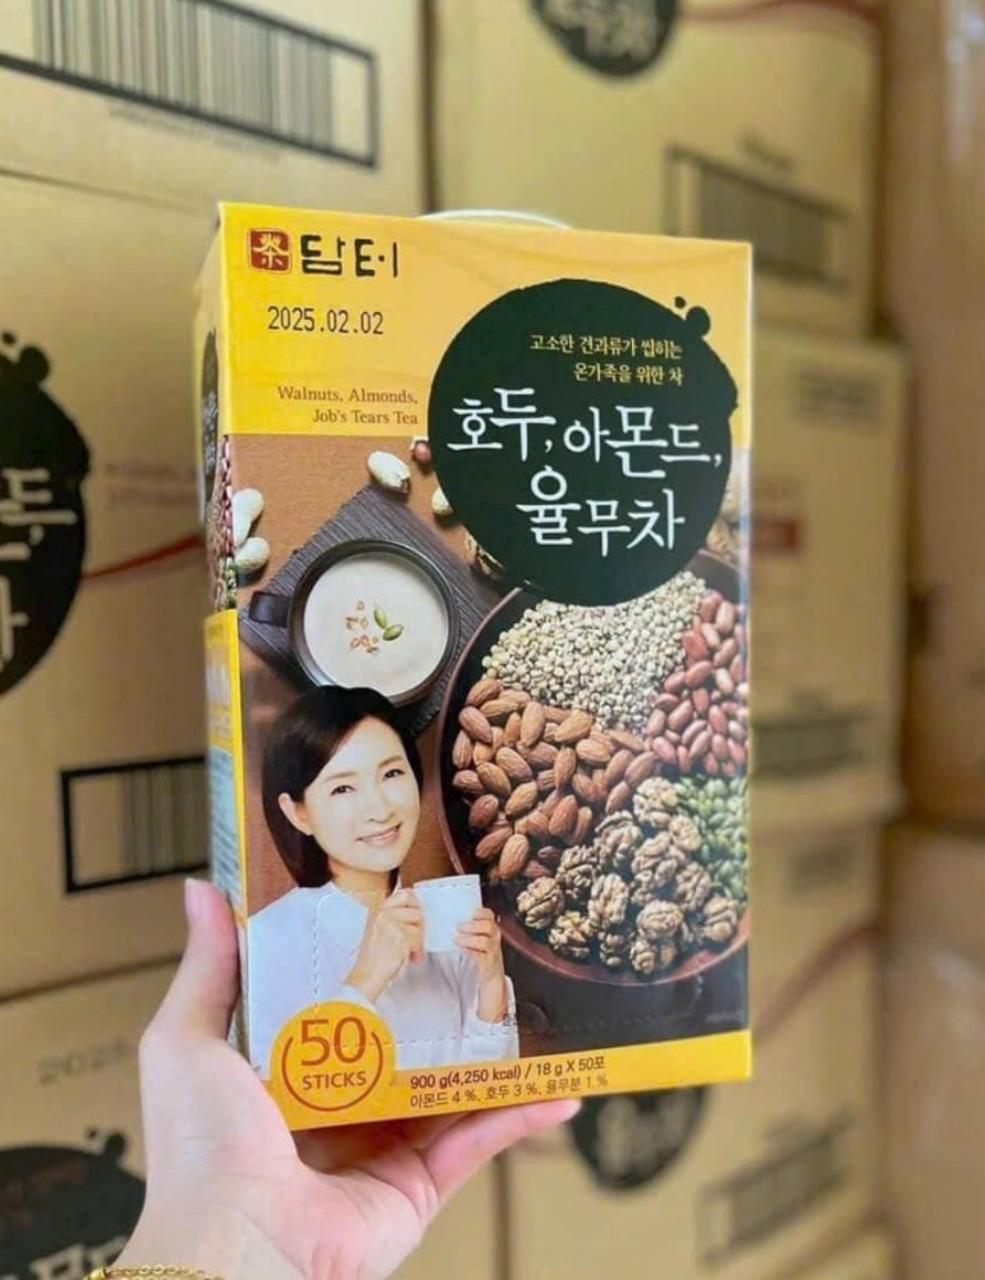 茶 담터
2025.02.02
Walnuts, Almonds,
Job's Tears Tea
고소한 견과류가 씹히는
온가족을 위한 차
호두, 아몬드,
율무차
50
STICKS
900 g(4,250 kcal) / 18 g X 50포
아몬드 4 %, 호두 3 %, 율무분 1 %